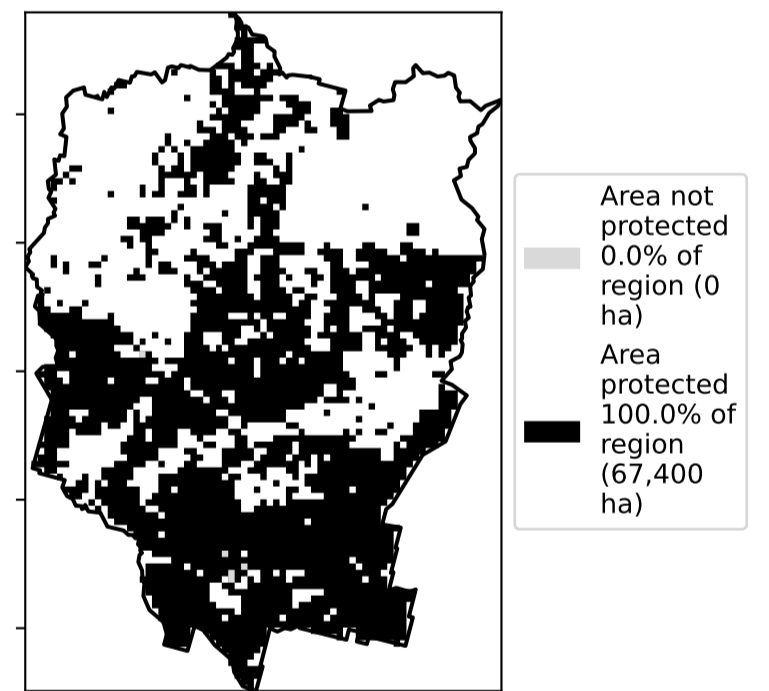 Area not
protected
0.0% of
region (0
ha)
Area
protected
100.0% of
region
(67,400
ha)